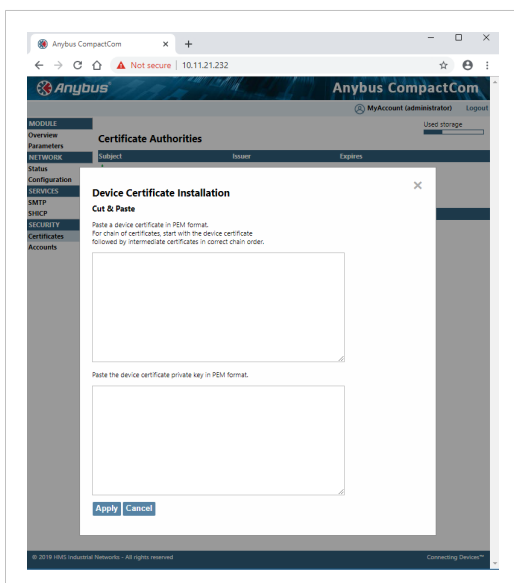 Anybus CompactCom
Not secure | 10.11.21.232
Anybus®
Anybus CompactCom
MyAccount (administrator) Logout
MODULE
Used storage
Overview
Parameters
Certificate Authorities
NETWORK
Subject Issuer Expires
Status
Configuration
SERVICES
SMTP
SHICP
SECURITY
Certificates
Accounts
Device Certificate Installation
Cut & Paste
Paste a device certificate in PEM format.
For chain of certificates, start with the device certificate
followed by intermediate certificates in correct chain order.
Paste the device certificate private key in PEM format.
Apply Cancel
© 2019 HMS Industrial Networks - All rights reserved Connecting Devices™